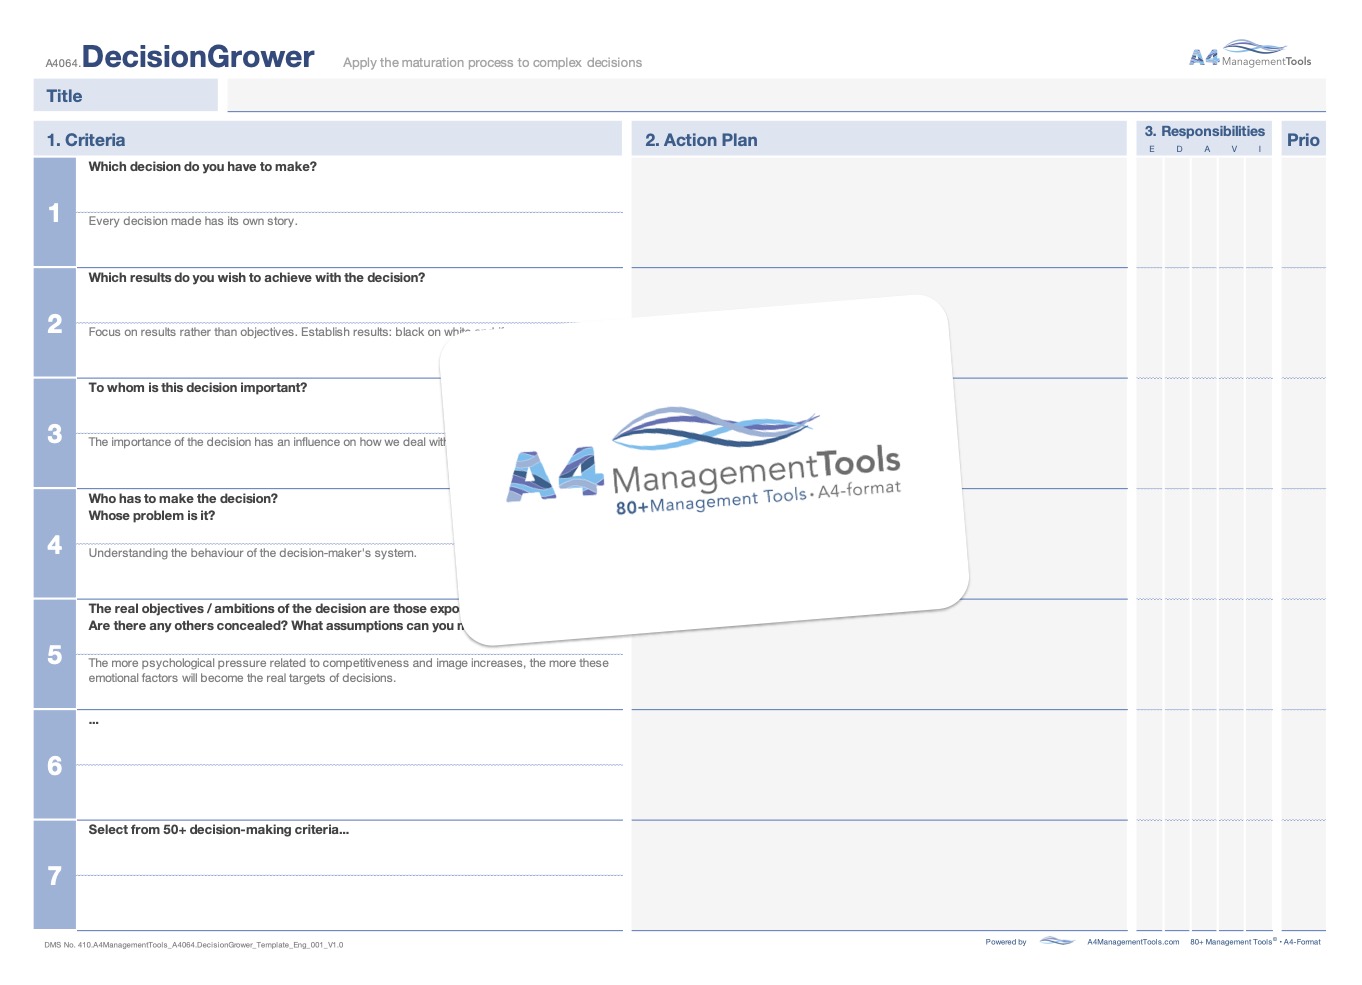 A4064.DecisionGrower Apply the maturation process to complex decisions
A4 ManagementTools
Title
1. Criteria
2. Action Plan
3. Responsibilities
E D A V I
Prio
1
Which decision do you have to make?
Every decision made has its own story.
2
Which results do you wish to achieve with the decision?
Focus on results rather than objectives. Establish results: black on white
3
To whom is this decision important?
The importance of the decision has an influence on how we deal with
4
Who has to make the decision?
Whose problem is it?
Understanding the behaviour of the decision-maker's system.
5
The real objectives / ambitions of the decision are those
Are there any others concealed? What assumptions can you
The more psychological pressure related to competitiveness and image increases, the more these
emotional factors will become the real targets of decisions.
6
...
7
Select from 50+ decision-making criteria...
A4 ManagementTools
80+Management Tools • A4-format
DMS No. 410.A4ManagementTools_A4064.DecisionGrower_Template_Eng_001_V1.0
Powered by A4ManagementTools.com 80+ Management Tools® • A4-Format